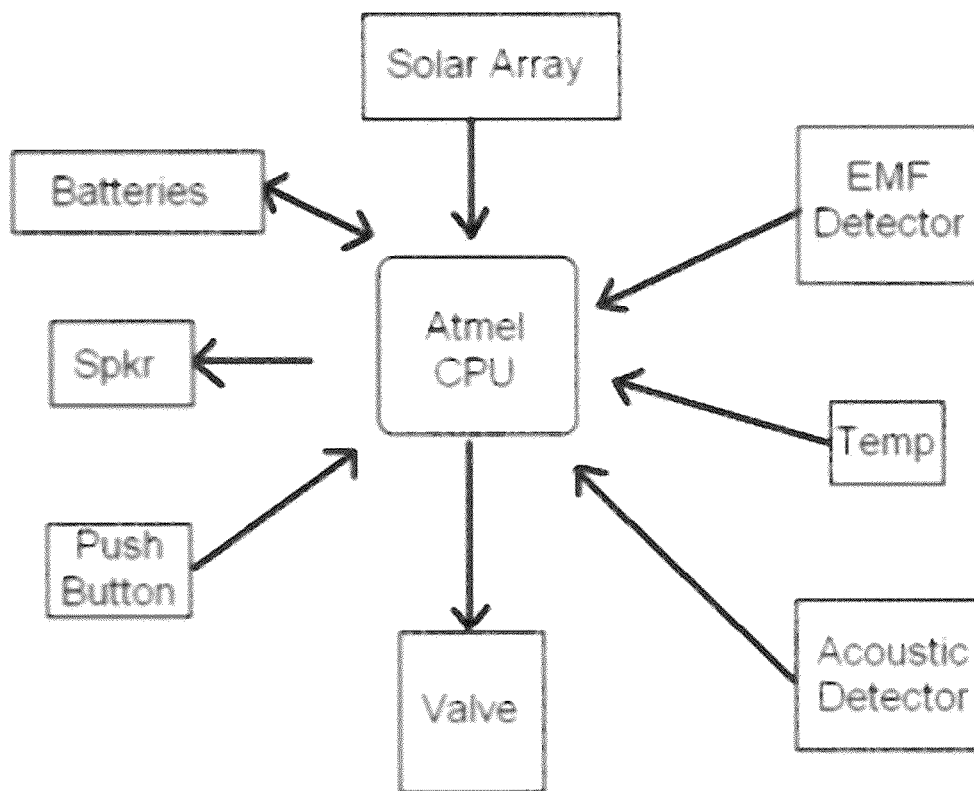 Solar Array
Batteries
EMF
Detector
Atmel
CPU
Spkr
Temp
Push
Button
Acoustic
Detector
Valve